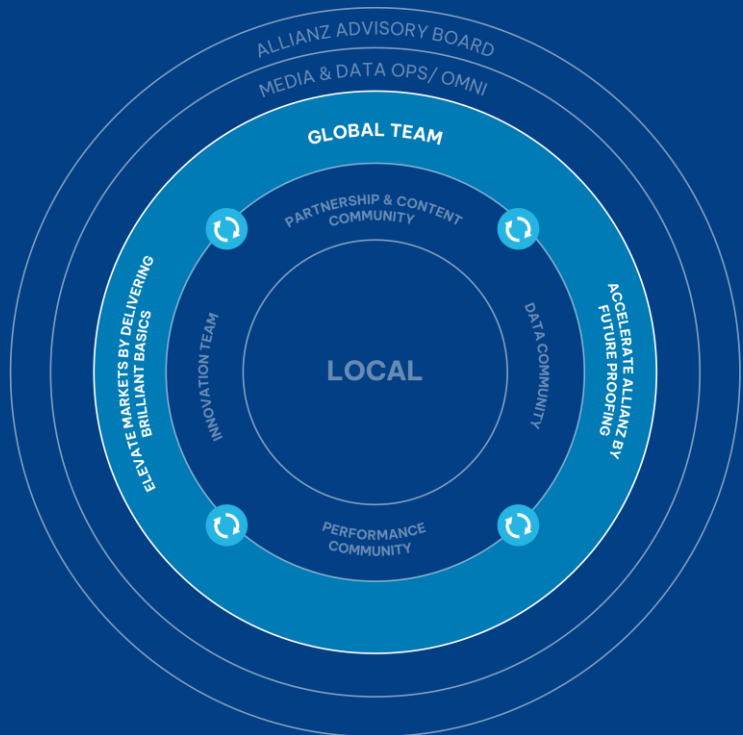 ALLIANZ ADVISORY BOARD
MEDIA & DATA OPS/ OMNI
GLOBAL TEAM
PARTNERSHIP & CONTENT
COMMUNITY
ELEVATE MARKETS BY DELIVERING
BRILLIANT BASICS
INNOVATION TEAM
LOCAL
DATA COMMUNITY
ACCELERATE ALLIANZ BY
FUTURE PROOFING
PERFORMANCE
COMMUNITY